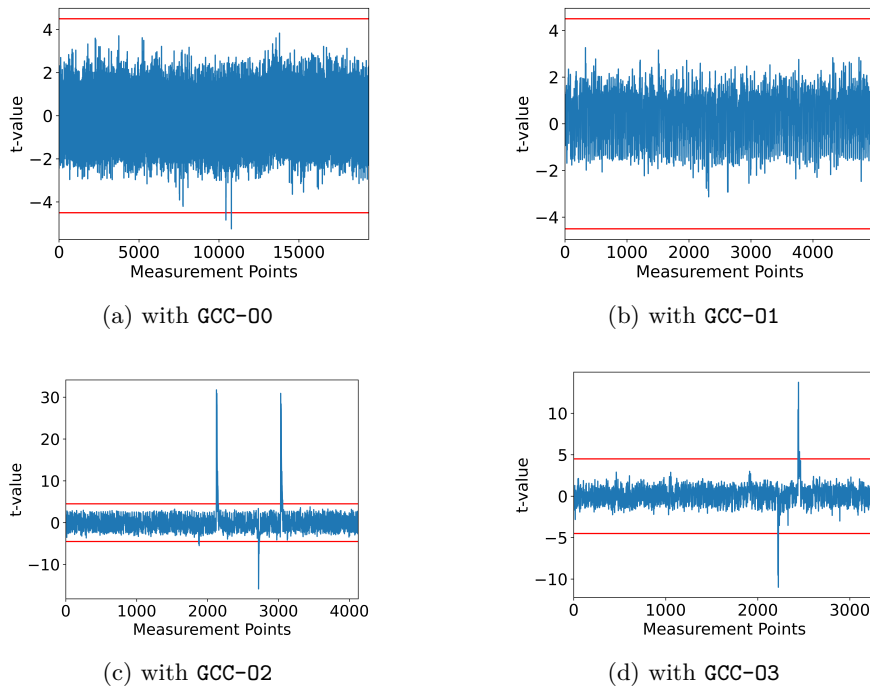 4
2
0
−2
−4
t-value
0 5000 10000 15000
Measurement Points
(a) with GCC-O0
4
2
0
−2
−4
t-value
0 1000 2000 3000 4000
Measurement Points
(b) with GCC-O1
30
20
10
0
−10
t-value
0 1000 2000 3000 4000
Measurement Points
(c) with GCC-O2
10
5
0
−5
−10
t-value
0 1000 2000 3000
Measurement Points
(d) with GCC-O3